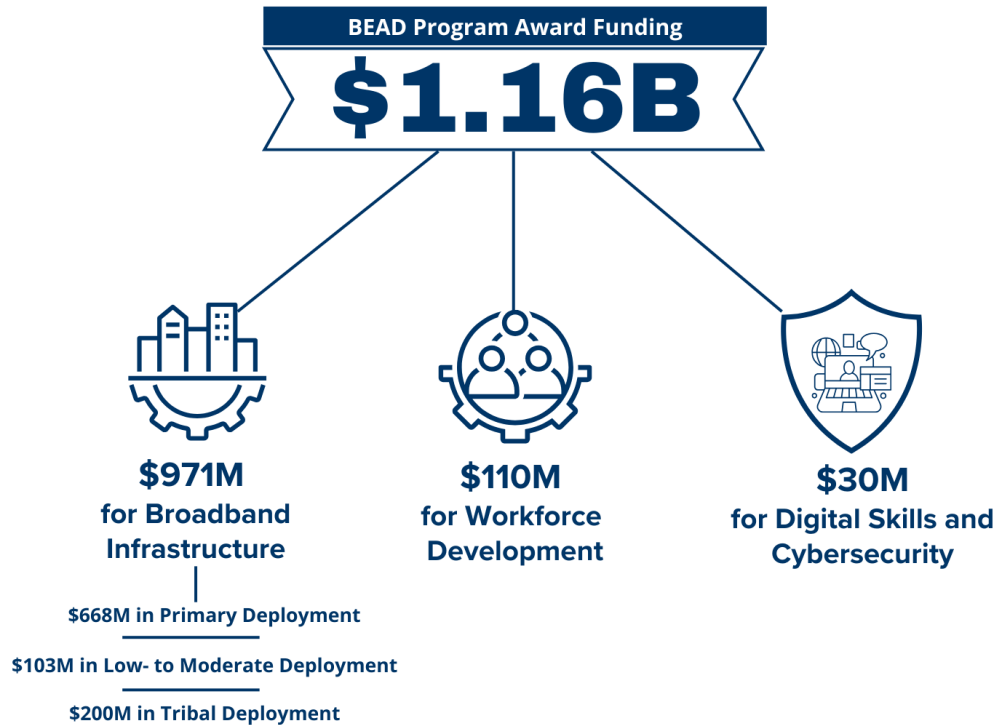 BEAD Program Award Funding
$1.16B
$971M
for Broadband
Infrastructure
$668M in Primary Deployment
$103M in Low- to Moderate Deployment
$200M in Tribal Deployment
$110M
for Workforce
Development
$30M
for Digital Skills and
Cybersecurity